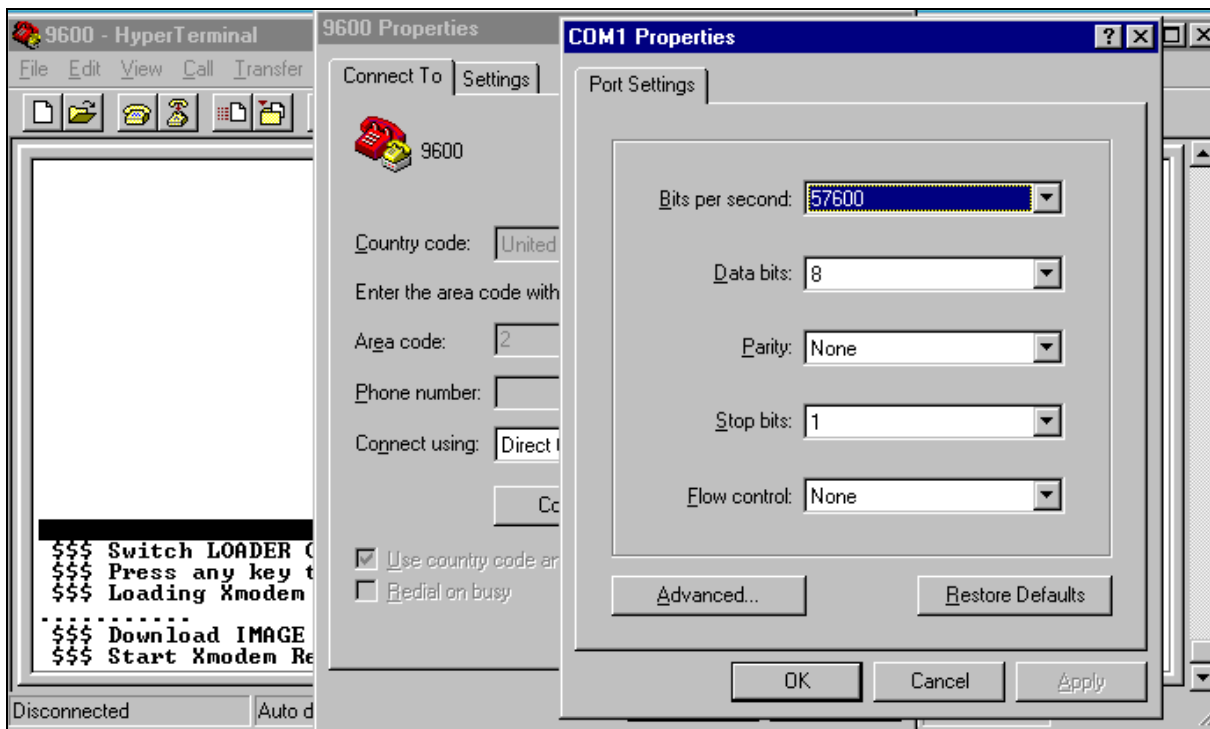 9600 - HyperTerminal
File Edit View Call Transfer
$$$ Switch LOADER
$$$ Press any key
$$$ Loading Xmodem
...........
$$$ Download IMAGE
$$$ Start Xmodem
Disconnected
Auto
9600 Properties
Connect To
Settings
9600
Country code: United
Enter the area code with
Area code: 2
Phone number:
Connect using: Direct
Use country code
Redial on busy
COM1 Properties
Port Settings
Bits per second: 57600
Data bits: 8
Parity: None
Stop bits: 1
Flow control: None
Advanced...
Restore Defaults
OK
Cancel
Apply